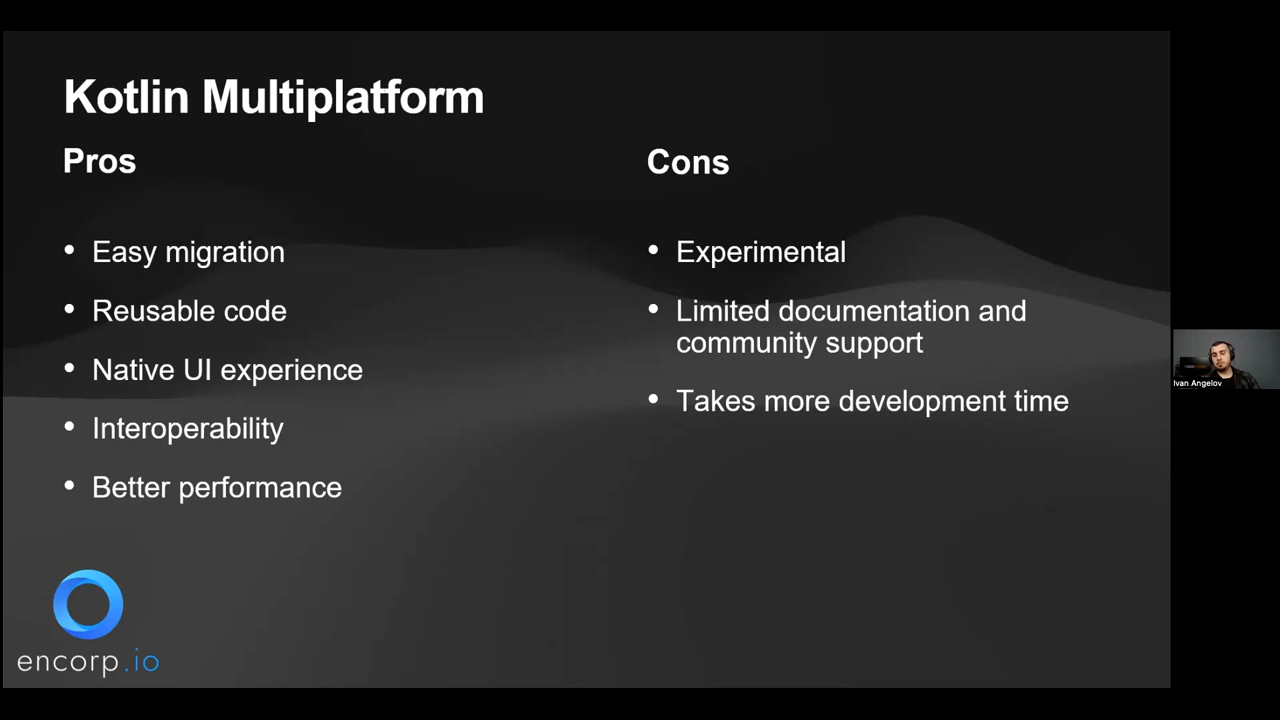 Kotlin Multiplatform
Pros
• Easy migration
• Reusable code
• Native UI experience
• Interoperability
• Better performance
Cons
• Experimental
• Limited documentation and
community support
• Takes more development time
Ivan Angelov
encorp.io